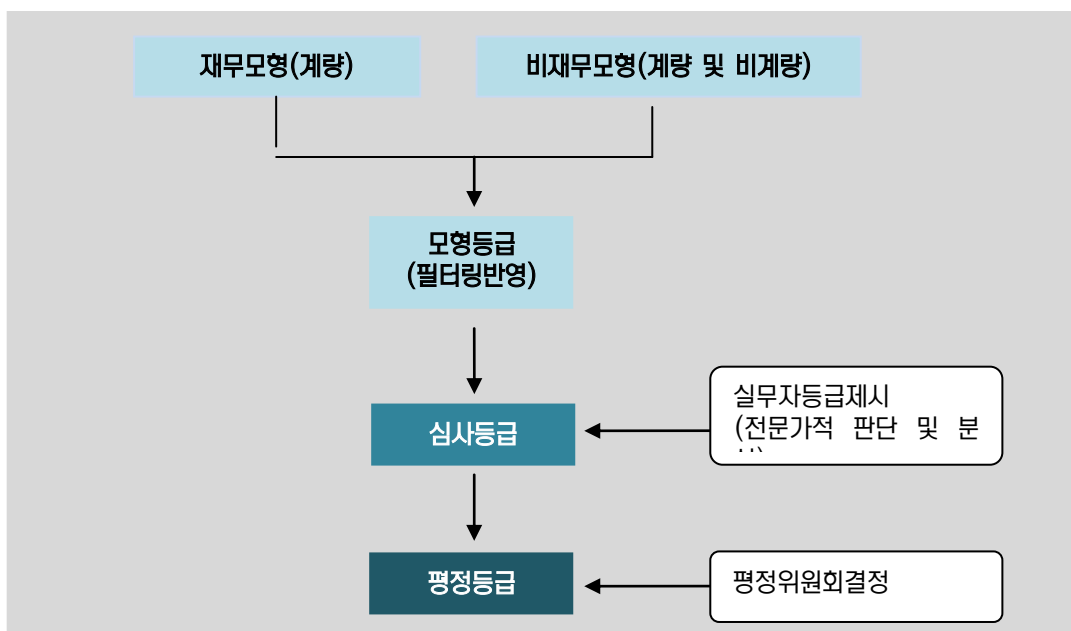 재무모형(계량)
비재무모형(계량 및 비계량)
모형등급
(필터링반영)
심사등급
실무자등급제시
(전문가적 판단 및 분
평정등급
평정위원회결정